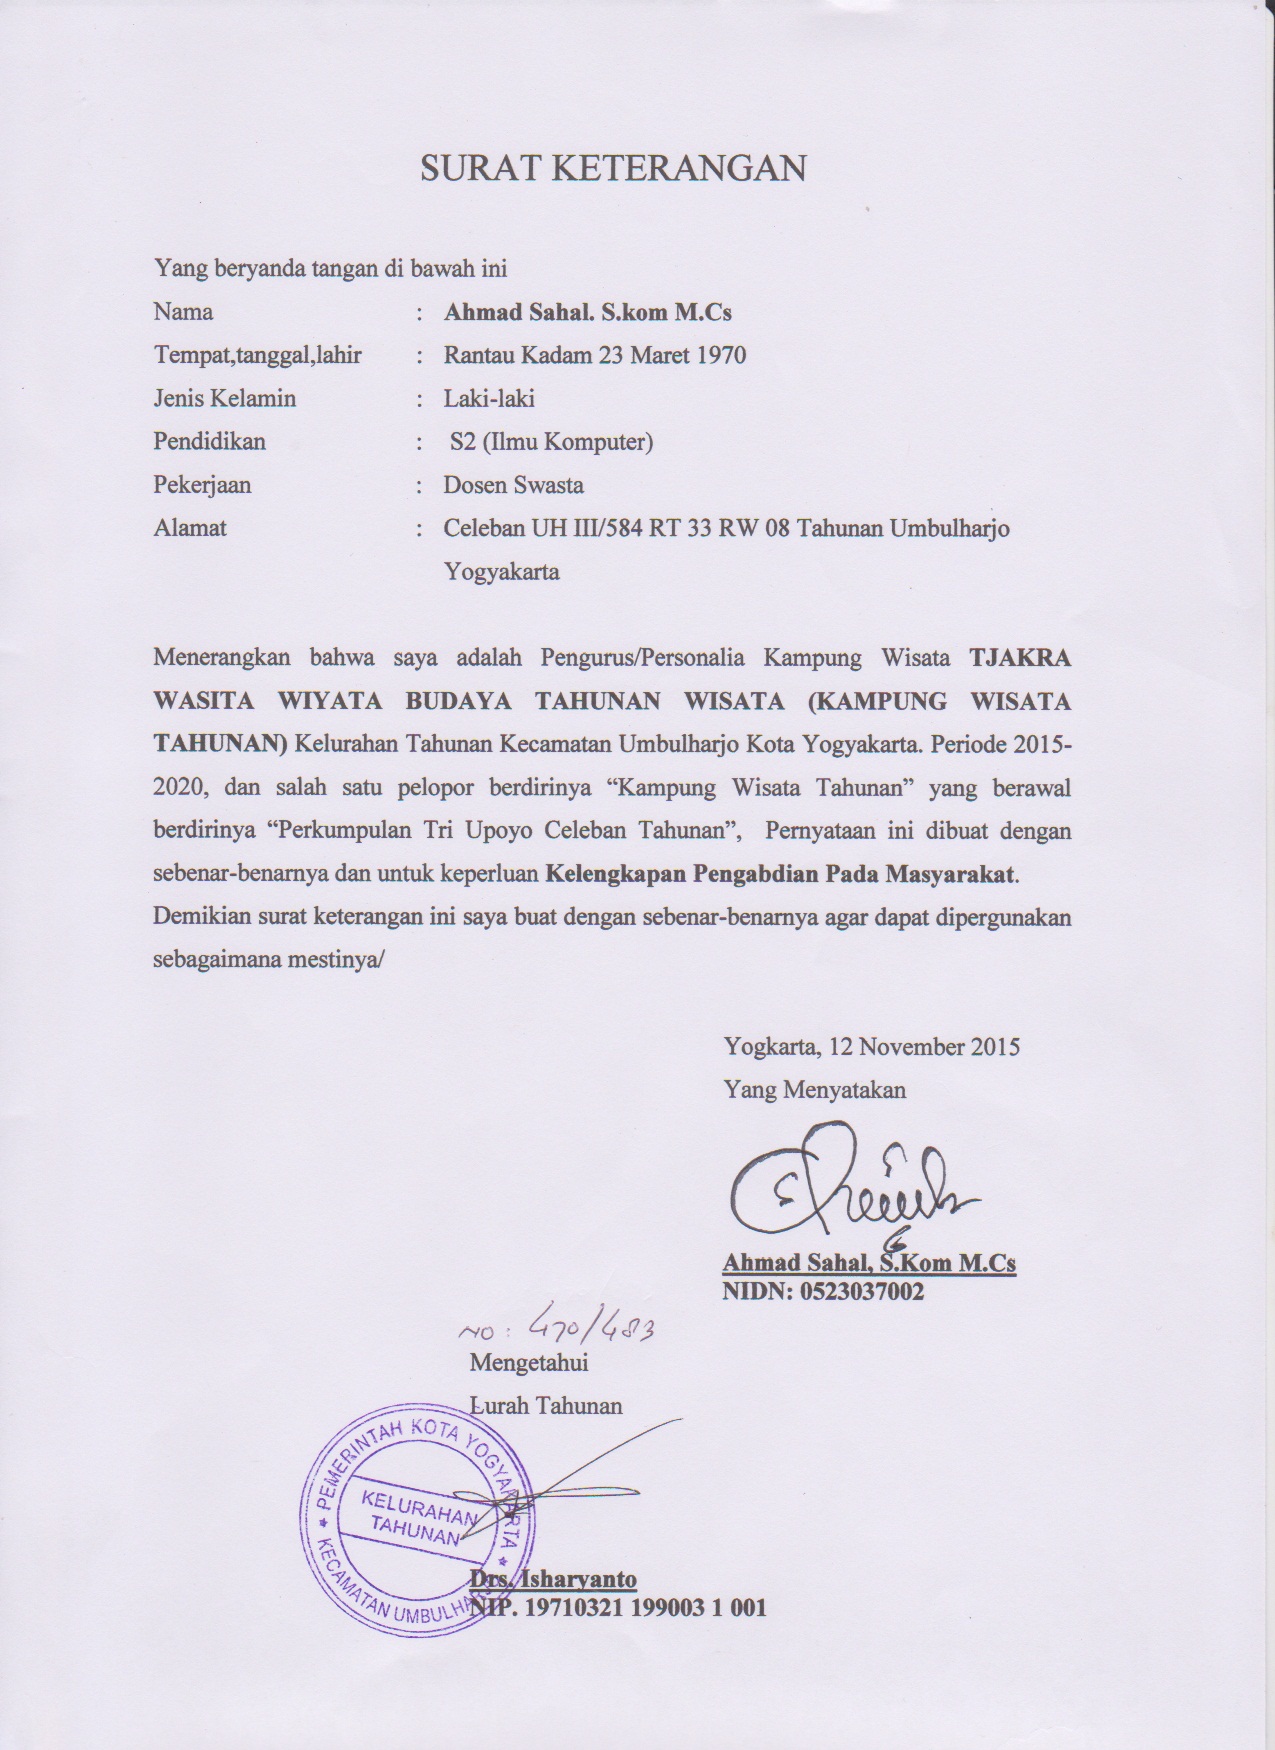 SURAT KETERANGAN
Yang beryanda tangan di bawah ini
Nama : Ahmad Sahal. S.kom M.Cs
Tempat,tanggal,lahir : Rantau Kadam 23 Maret 1970
Jenis Kelamin : Laki-laki
Pendidikan : S2 (Ilmu Komputer)
Pekerjaan : Dosen Swasta
Alamat : Celeban UH III/584 RT 33 RW 08 Tahunan Umbulharjo
Yogyakarta
Menerangkan bahwa saya adalah Pengurus/Personalia Kampung Wisata TJAKRA
WASITA WIYATA BUDAYA TAHUNAN WISATA (KAMPUNG WISATA
TAHUNAN) Kelurahan Tahunan Kecamatan Umbulharjo Kota Yogyakarta. Periode 2015-
2020, dan salah satu pelopor berdirinya “Kampung Wisata Tahunan” yang berawal
berdirinya “Perkumpulan Tri Upoyo Celeban Tahunan”, Pernyataan ini dibuat dengan
sebenar-benarnya dan untuk keperluan Kelengkapan Pengabdian Pada Masyarakat.
Demikian surat keterangan ini saya buat dengan sebenar-benarnya agar dapat dipergunakan
sebagaimana mestinya/
Yogkarta, 12 November 2015
Yang Menyatakan
Ahmad Sahal, S.Kom M.Cs
NIDN: 0523037002
NO : 470/483
Mengetahui
Lurah Tahunan
PEMERINTAH KOTA YOGYAKARTA
KELURAHAN
TAHUNAN
KECAMATAN UMBULHARJO
Drs. Isharyanto
NIP. 19710321 199003 1 001